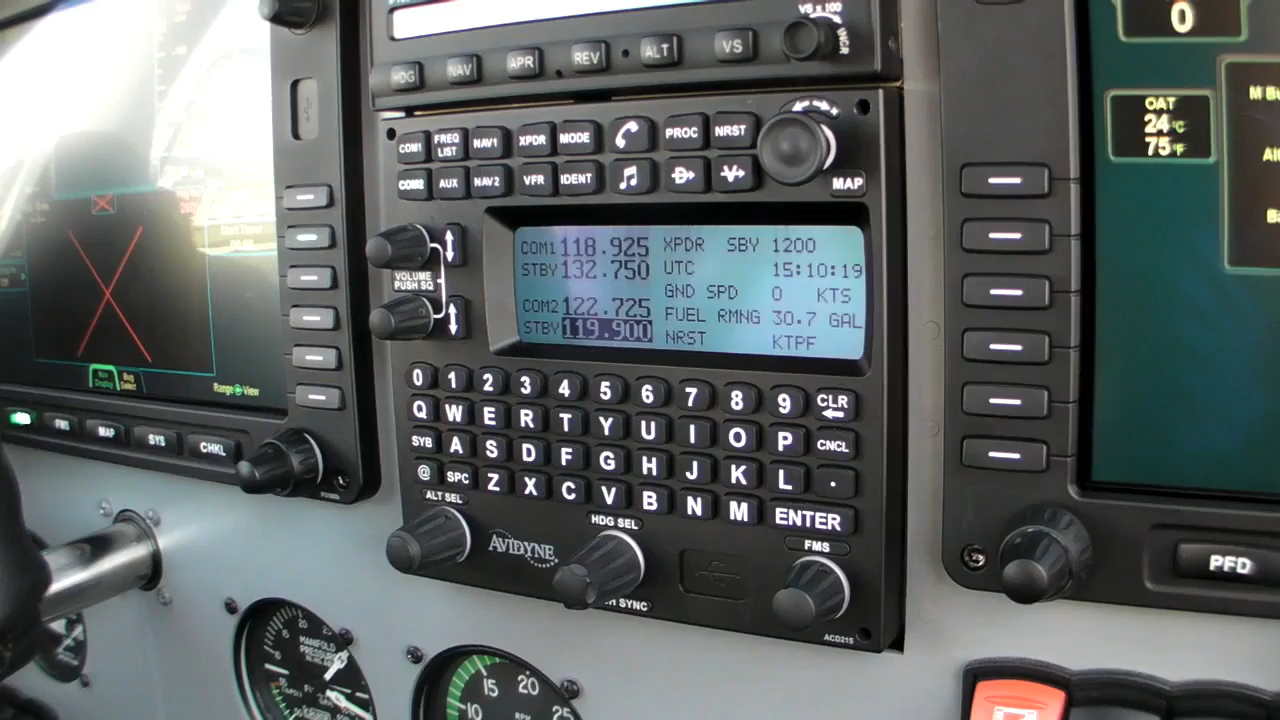 VS x 100
INCR
HDG NAV APR REV ALT VS
0
OAT
24°C
75°F
COM1 FREQ LIST NAV1 XPDR MODE PROC NRST
COM2 AUX NAV2 VFR IDENT D V
MAP
VOLUME
PUSH SQ
COM1 118.925 XPDR SBY 1200
STBY 132.750 UTC 15:10:19
GND SPD 0 KTS
COM2 122.725 FUEL RMNG 30.7 GAL
STBY 119.900 NRST KTPF
0 1 2 3 4 5 6 7 8 9 CLR
Q W E R T Y U I O P CNCL
SYB A S D F G H J K L .
@ SPC Z X C V B N M ENTER
ALT SEL
HDG SEL
FMS
AVIDYNE
SYNC
ACD215
Range View
FMS MAP SYS CHKL
PFD
MANIFOLD
PRESSURE
15 20 25
10 15 20 25
RPM